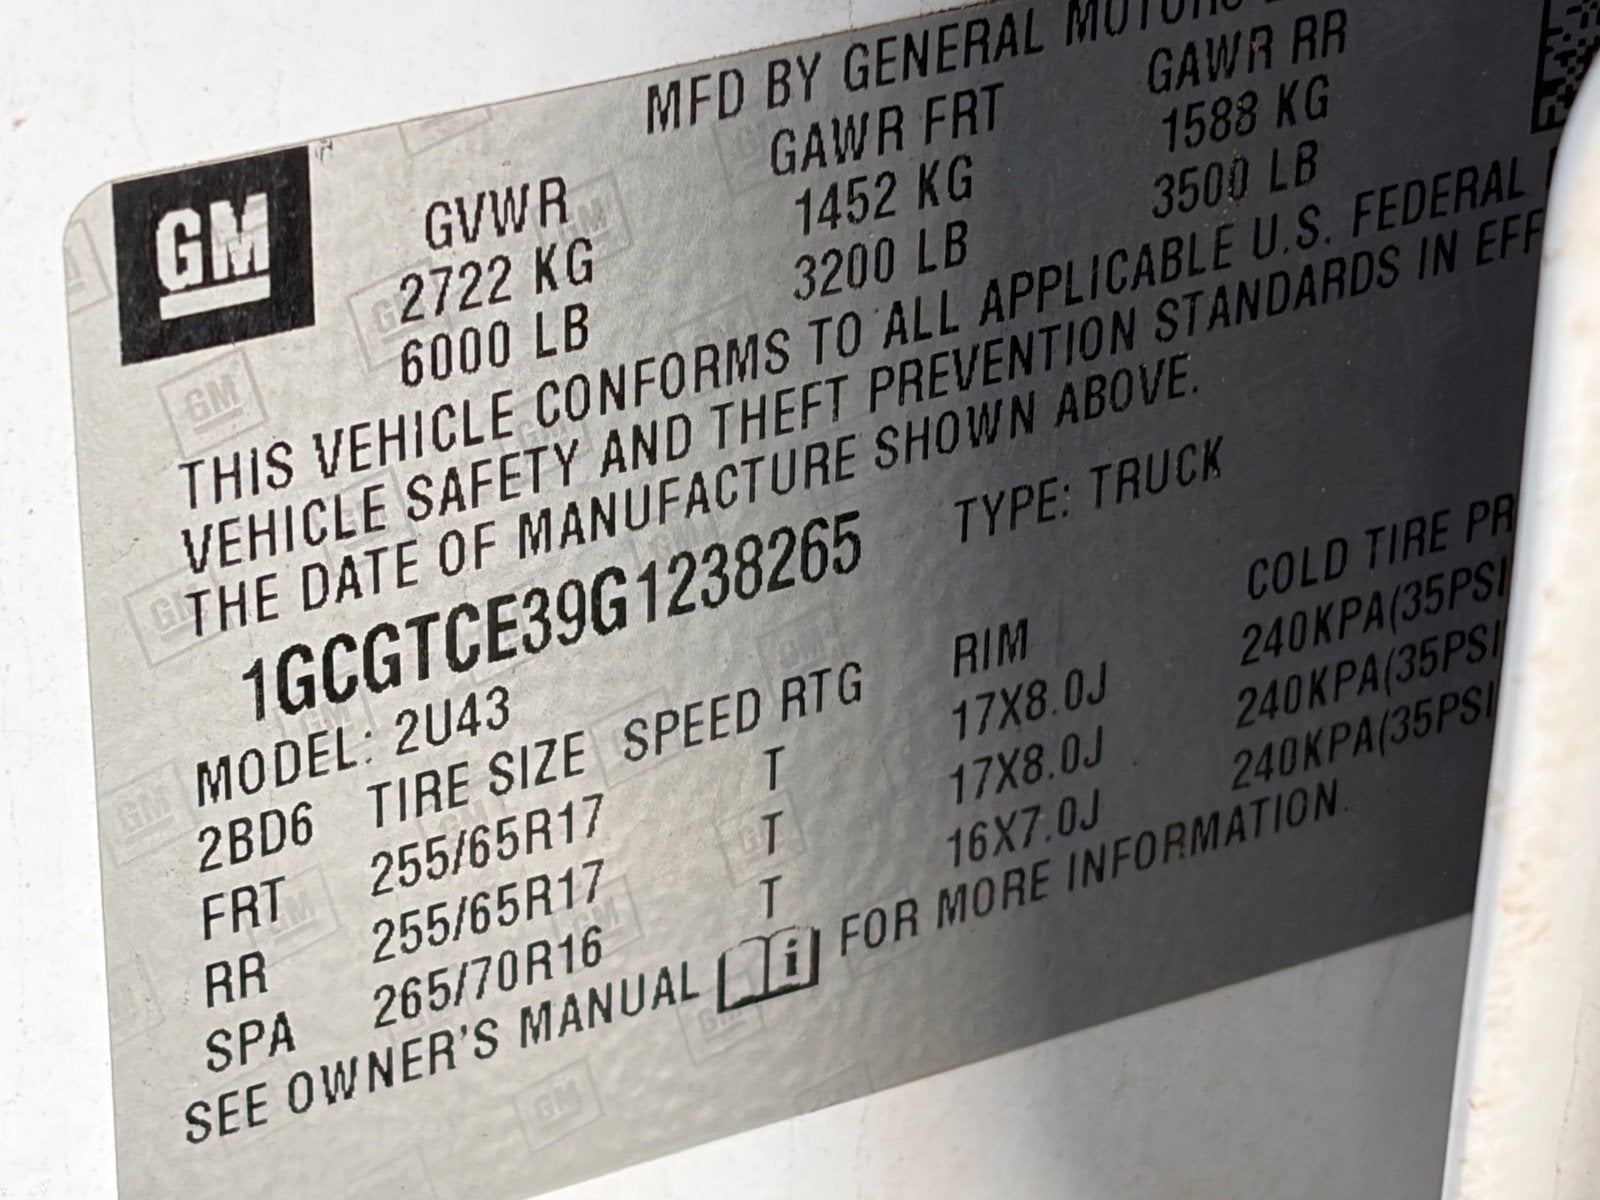 GM
MFD BY GENERAL MOTORS
GVWR GAWR FRT GAWR RR
2722 KG 1452 KG 1588 KG
6000 LB 3200 LB 3500 LB
THIS VEHICLE CONFORMS TO ALL APPLICABLE U.S. FEDERAL
VEHICLE SAFETY AND THEFT PREVENTION STANDARDS IN EFF
THE DATE OF MANUFACTURE SHOWN ABOVE.
1GCGTCE39G1238265 TYPE: TRUCK
MODEL: 2U43
2BD6 TIRE SIZE SPEED RTG RIM COLD TIRE PR
FRT 255/65R17 T 17X8.0J 240KPA(35PSI
RR 255/65R17 T 17X8.0J 240KPA(35PSI
SPA 265/70R16 T 16X7.0J 240KPA(35PSI
SEE OWNER'S MANUAL i FOR MORE INFORMATION.